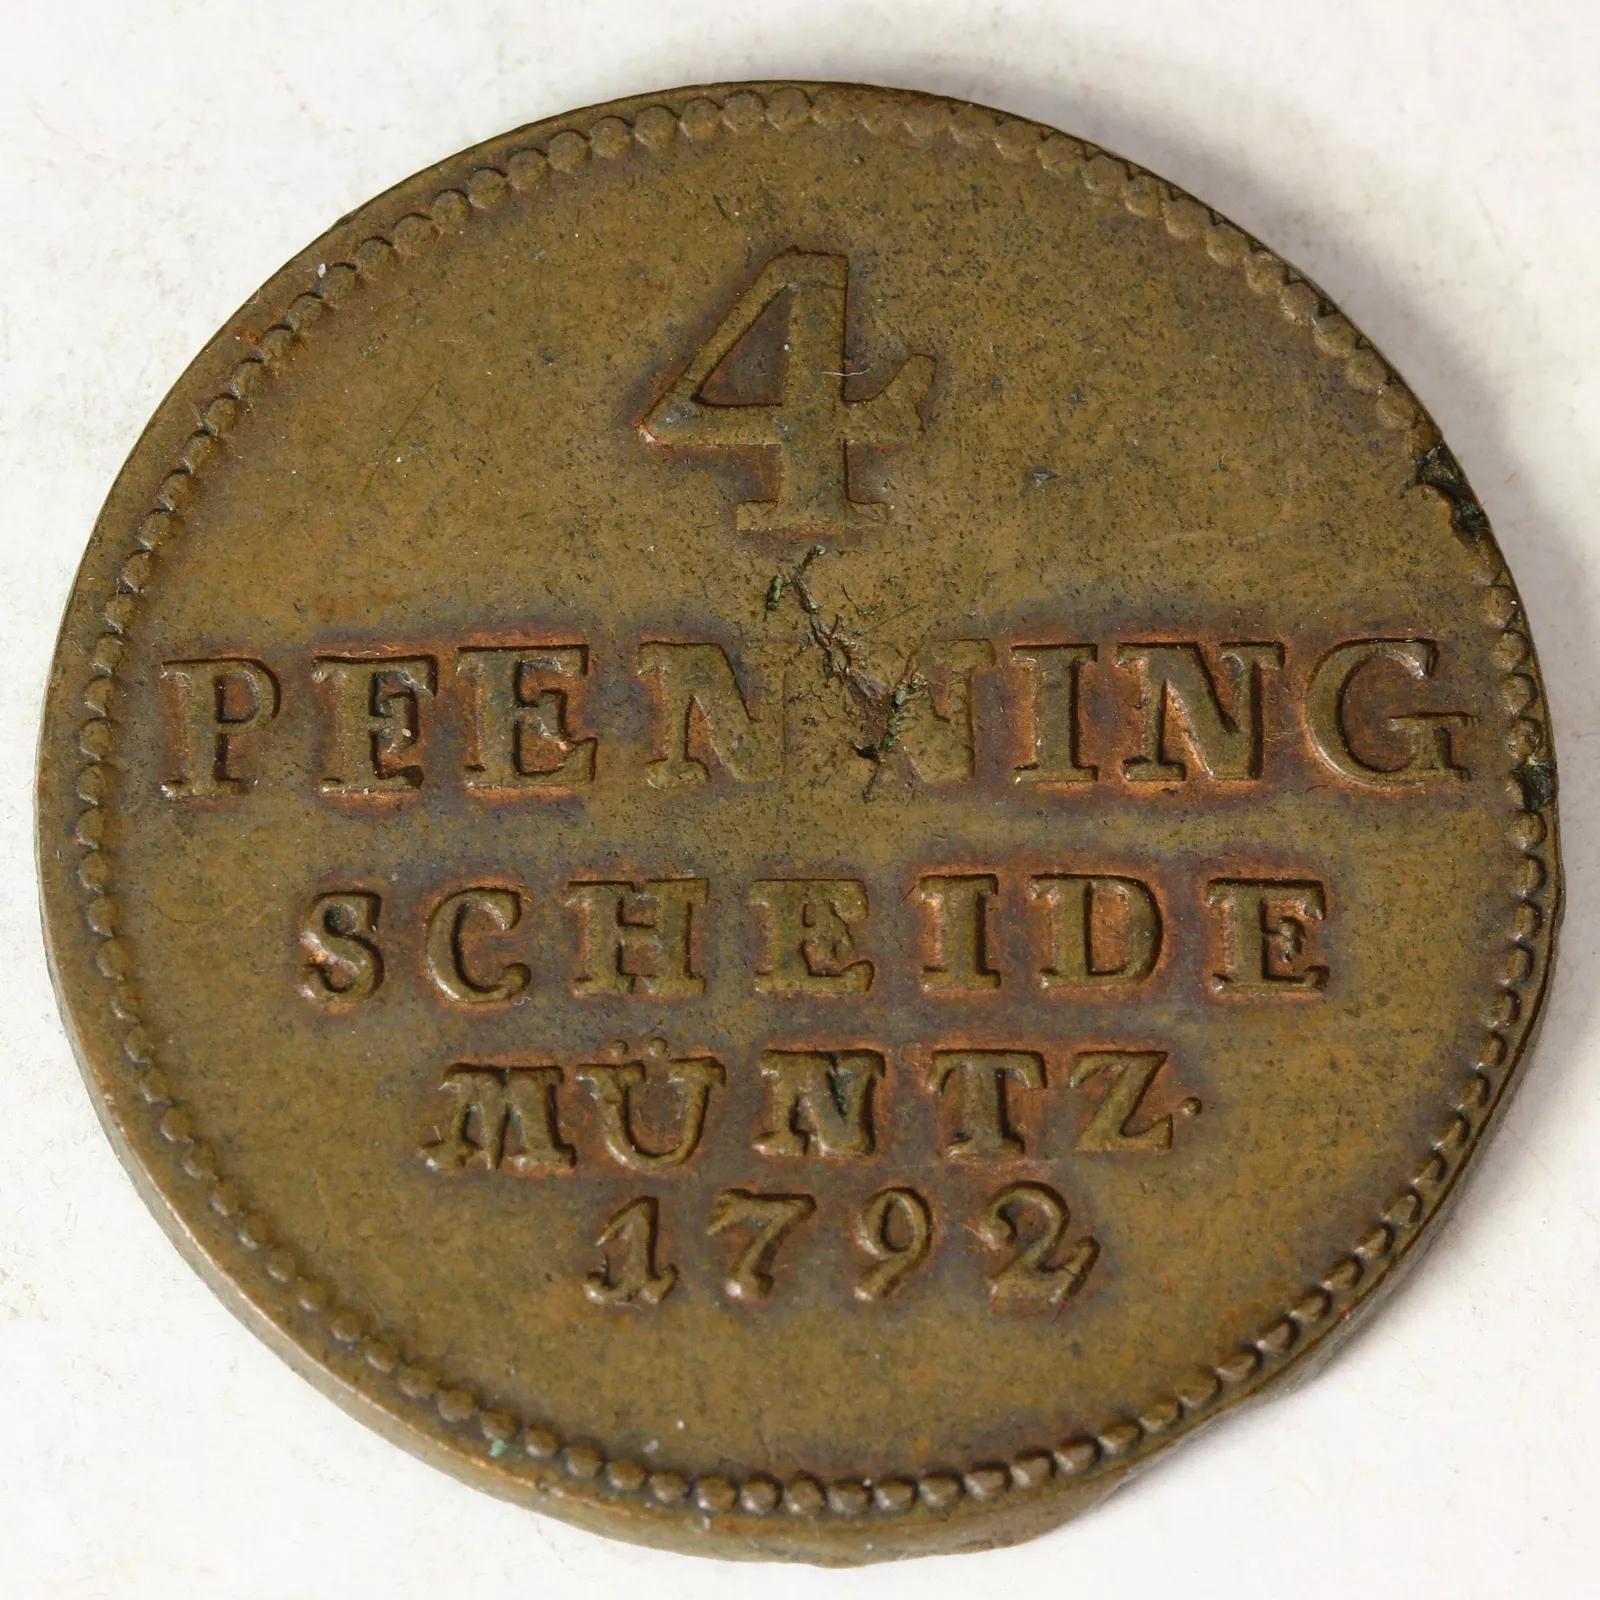 4
PFENNING
SCHEIDE
MÜNTZ.
1792